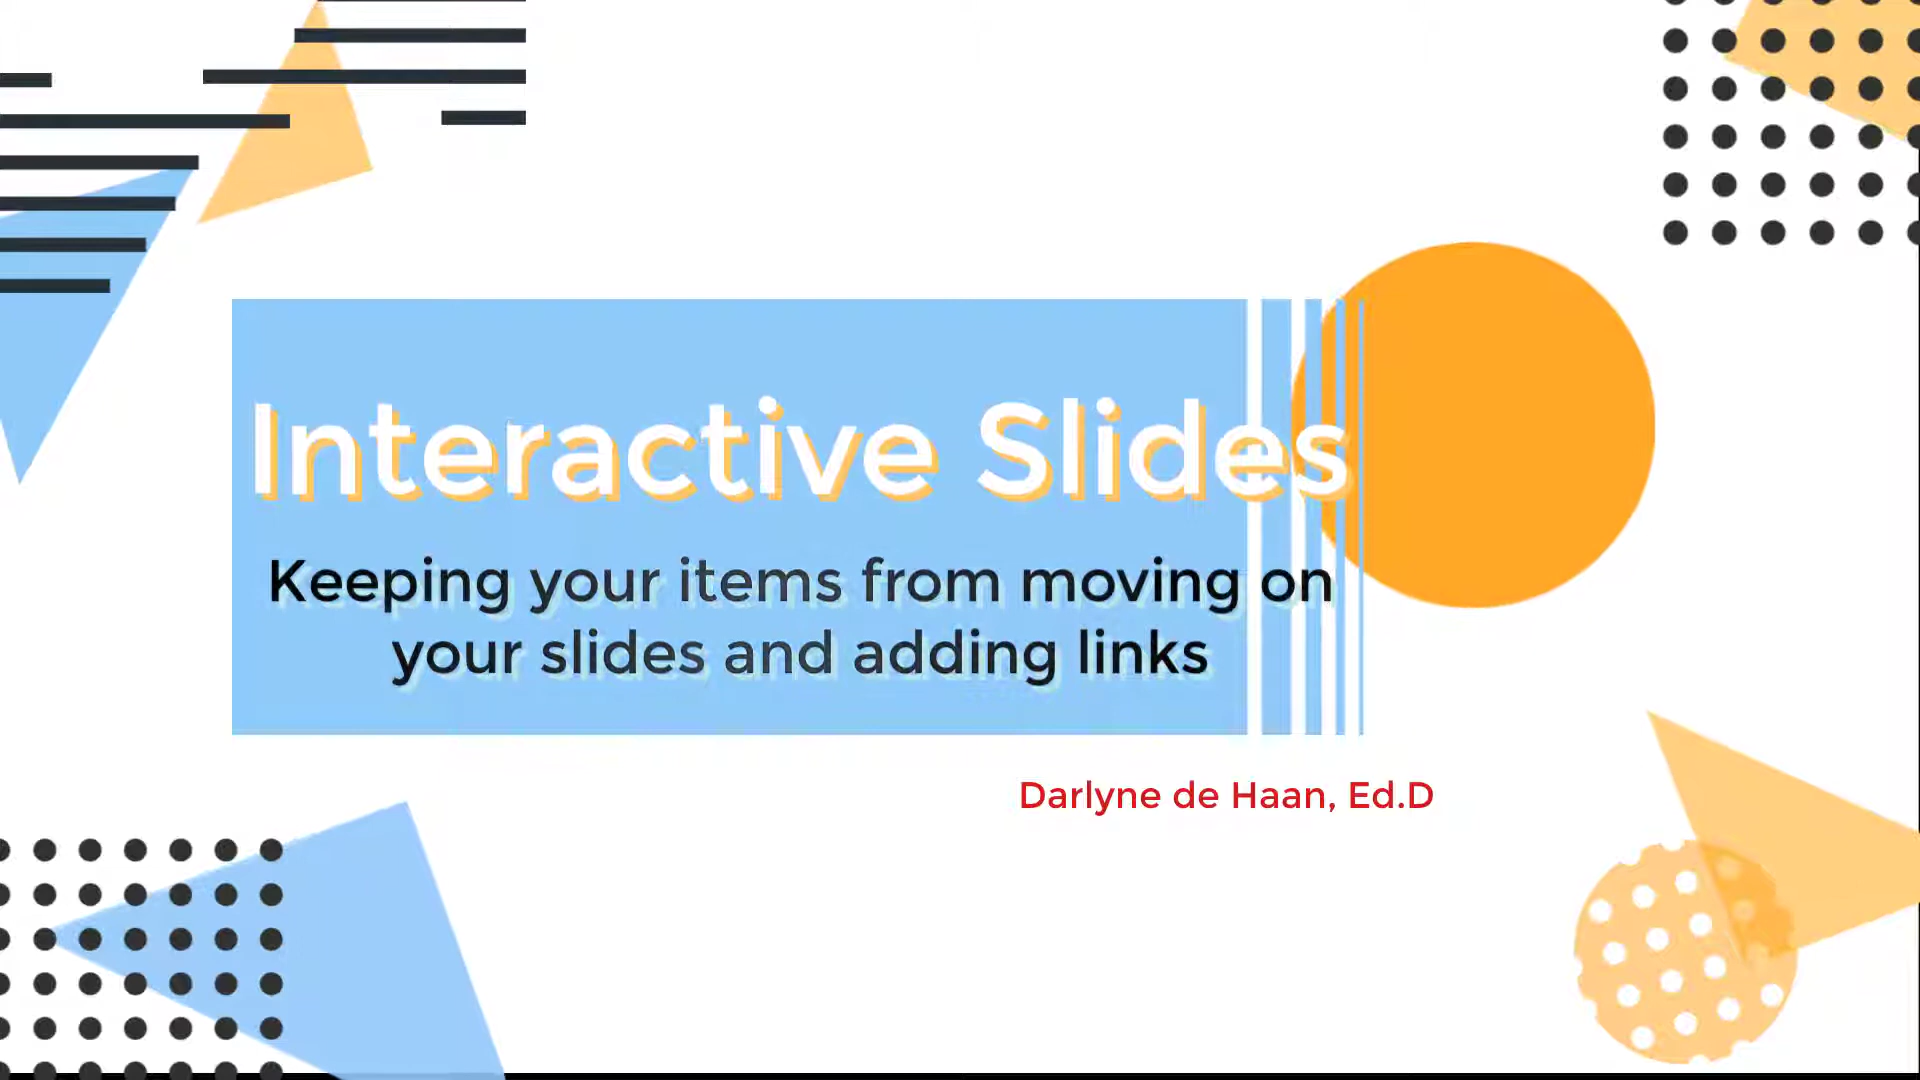 Interactive Slides
Keeping your items from moving on
your slides and adding links
Darlyne de Haan, Ed.D